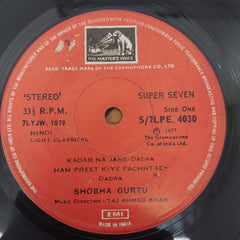 HIS MASTER'S VOICE
RECD. TRADE MARK OF THE GRAMOPHONE CO. LTD.
'STEREO'
33⅓ R.P.M.
7LYJW. 1079
HINDI
LIGHT CLASSICAL
SUPER SEVEN
SIDE ONE
S/7LPE. 4030
℗ 1977
The Gramophone
Co. of India Ltd.
KADAR NA JANE/DADRA
HAM PREET KIYE PACHHTAE-
DADRA
SHOBHA GURTU
MUSIC DIRECTION: TAJ AHMED KHAN
EMI
MADE IN INDIA